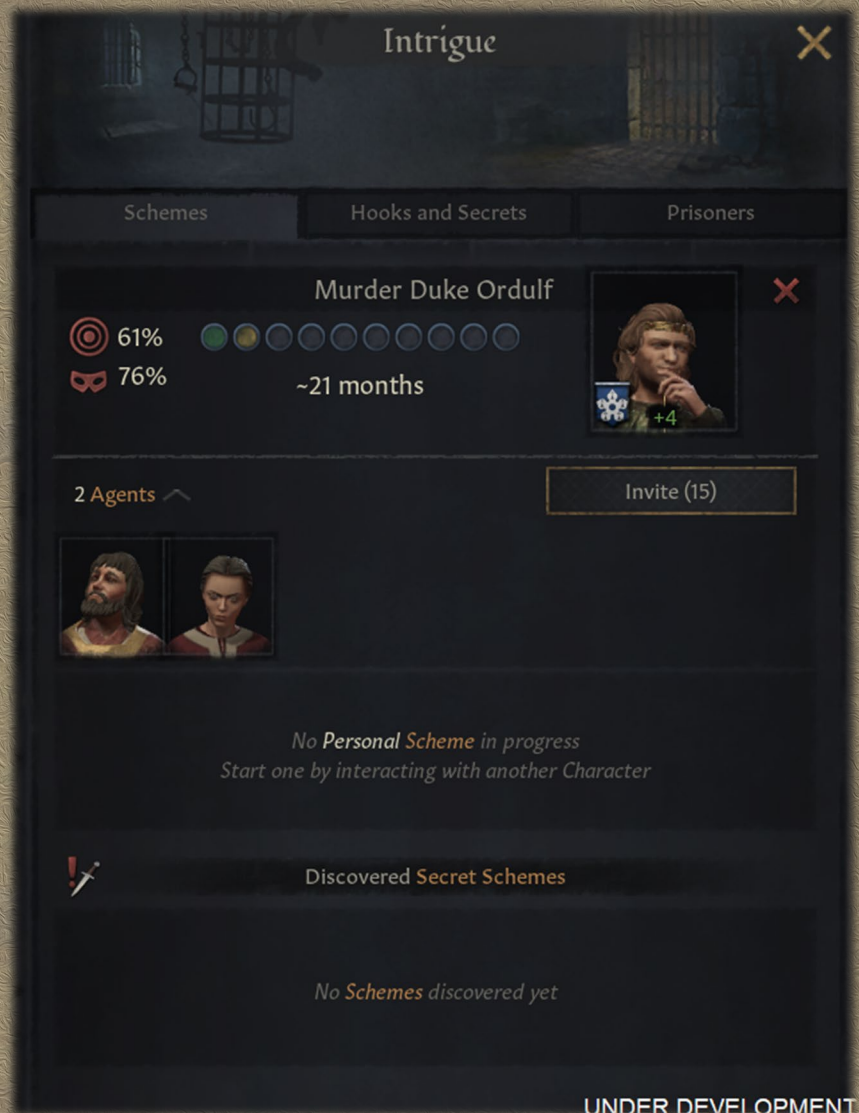 Intrigue
Schemes
Hooks and Secrets
Prisoners
Murder Duke Ordulf
61%
76%
~21 months
+4
2 Agents
Invite (15)
No Personal Scheme in progress
Start one by interacting with another Character
Discovered Secret Schemes
No Schemes discovered yet
UNDER DEVELOPMENT